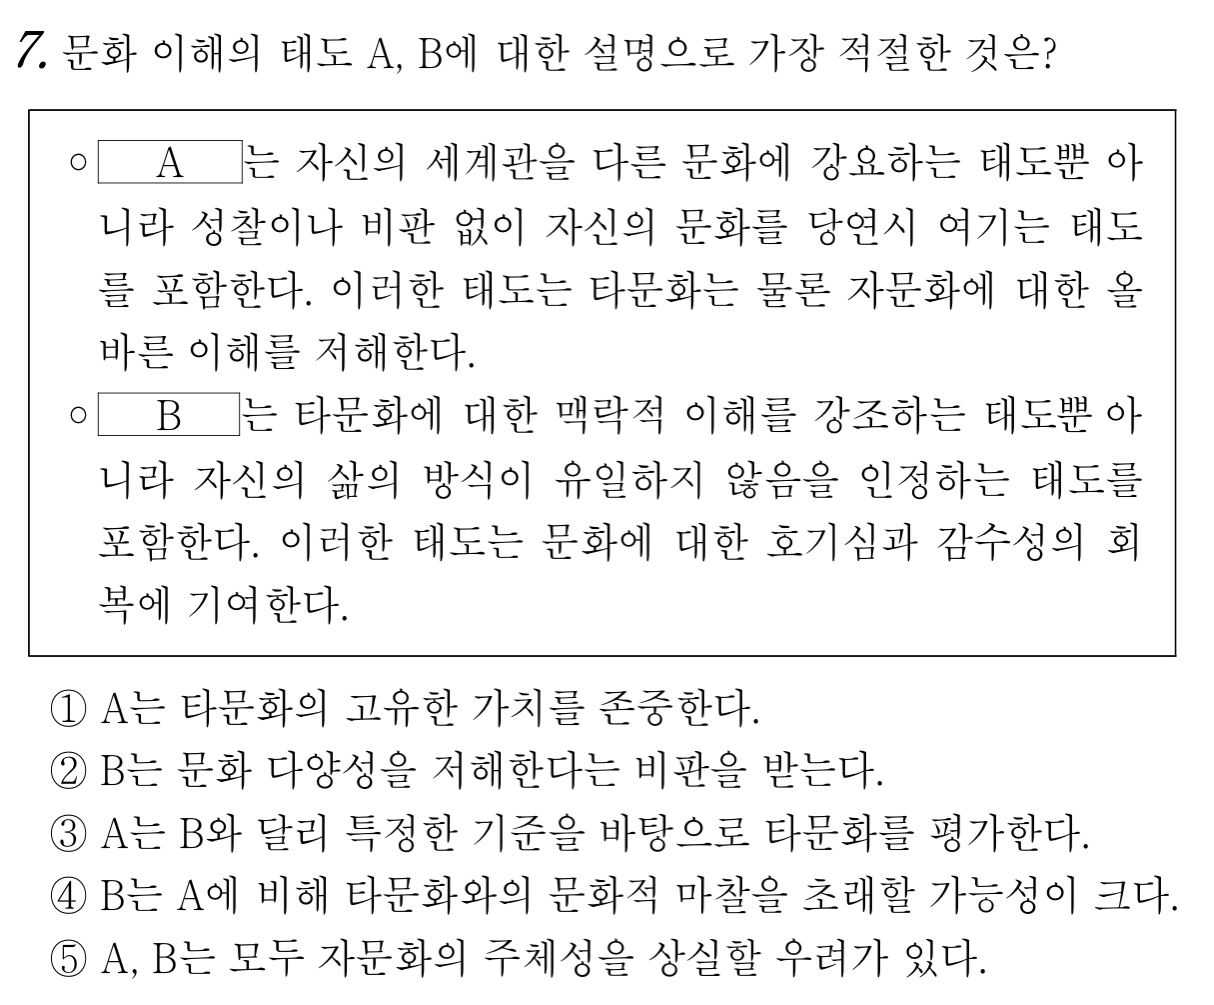 7. 문화 이해의 태도 A, B에 대한 설명으로 가장 적절한 것은?
○ A 는 자신의 세계관을 다른 문화에 강요하는 태도뿐 아
니라 성찰이나 비판 없이 자신의 문화를 당연시 여기는 태도
를 포함한다. 이러한 태도는 타문화는 물론 자문화에 대한 올
바른 이해를 저해한다.
○ B 는 타문화에 대한 맥락적 이해를 강조하는 태도뿐 아
니라 자신의 삶의 방식이 유일하지 않음을 인정하는 태도를
포함한다. 이러한 태도는 문화에 대한 호기심과 감수성의 회
복에 기여한다.
① A는 타문화의 고유한 가치를 존중한다.
② B는 문화 다양성을 저해한다는 비판을 받는다.
③ A는 B와 달리 특정한 기준을 바탕으로 타문화를 평가한다.
④ B는 A에 비해 타문화와의 문화적 마찰을 초래할 가능성이 크다.
⑤ A, B는 모두 자문화의 주체성을 상실할 우려가 있다.